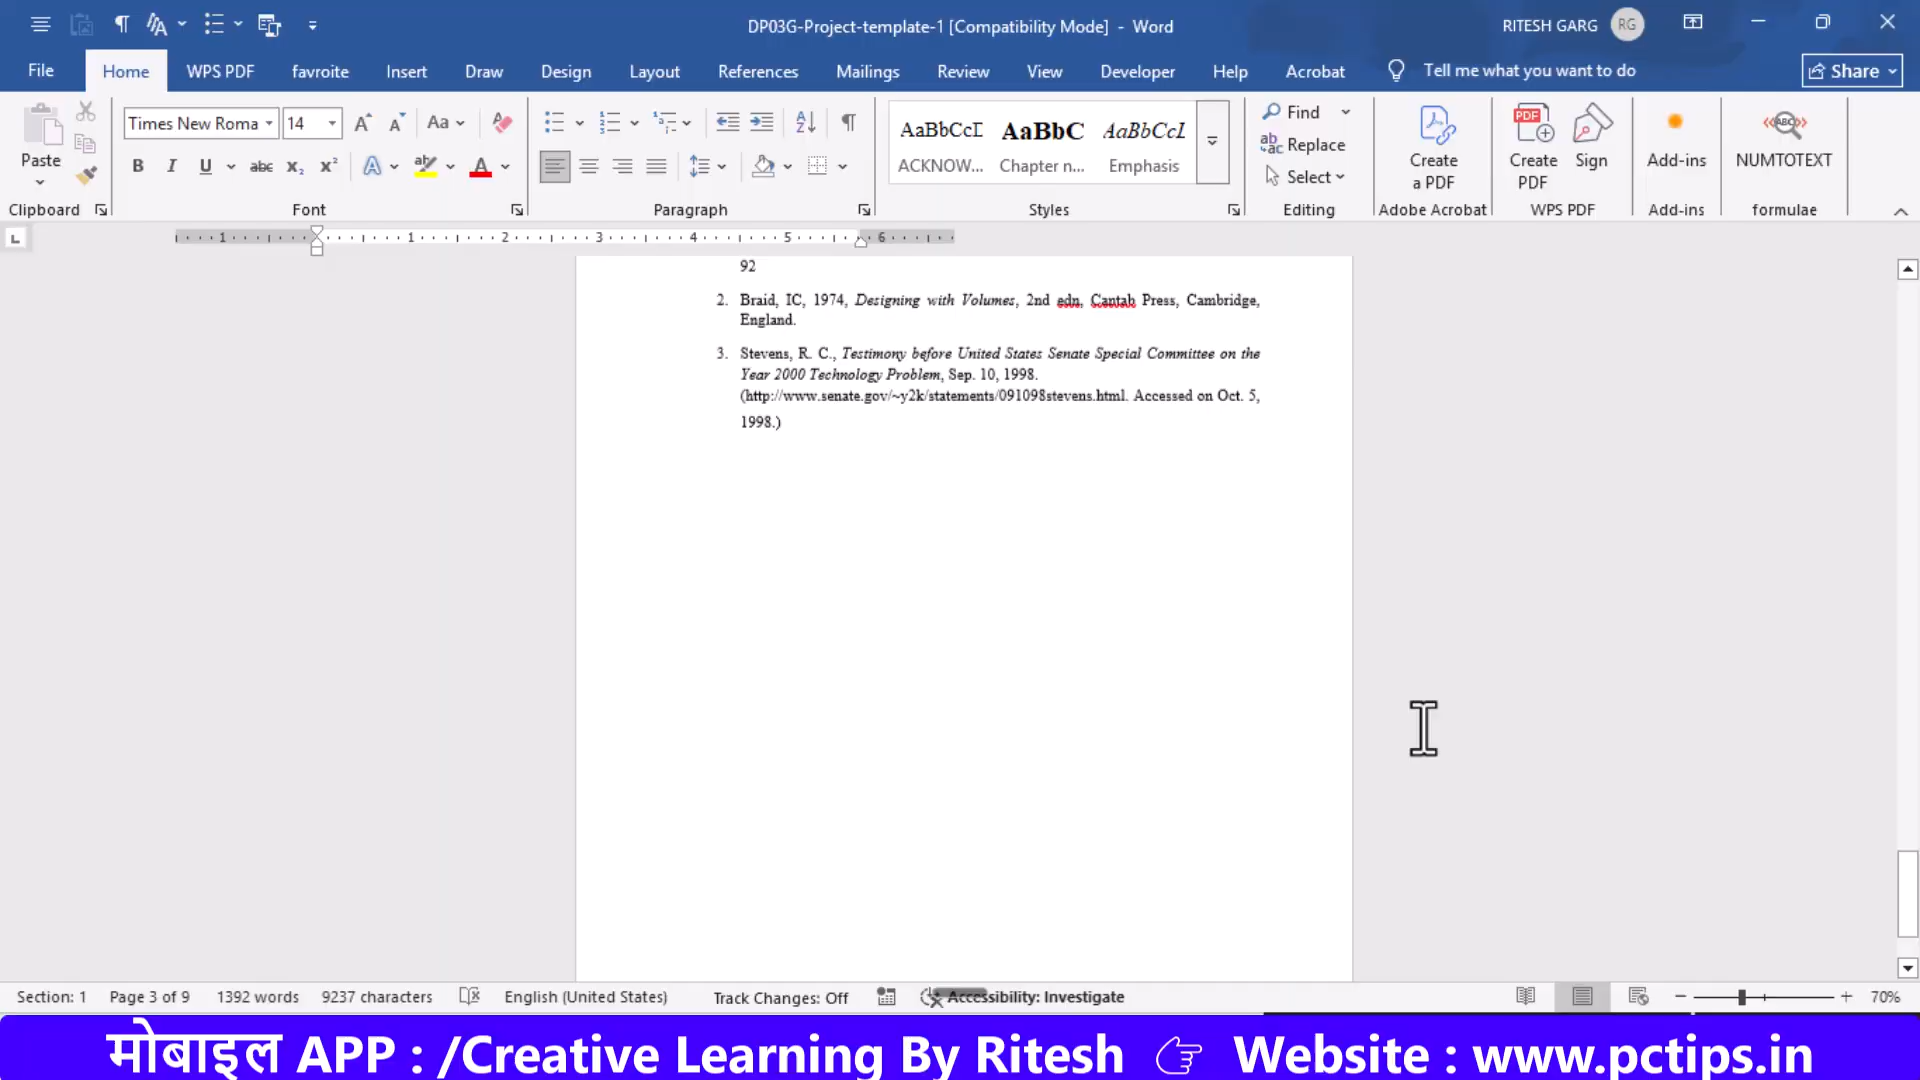 DP03G-Project-template-1 [Compatibility Mode] - Word
RITESH GARG RG
File Home WPS PDF favroite Insert Draw Design Layout References Mailings Review View Developer Help Acrobat Tell me what you want to do Share
Paste
Clipboard
Times New Roma 14
Font
Paragraph
AaBbCcI AaBbC AaBbCcI
ACKNOW... Chapter n... Emphasis
Styles
Find
Replace
Select
Editing
Create a PDF
Adobe Acrobat
Create PDF
Sign
WPS PDF
Add-ins
Add-ins
NUMTOTEXT
formulae
1 1 2 3 4 5 6
92
2. Braid, IC, 1974, Designing with Volumes, 2nd edn, Cantab Press, Cambridge,
England.
3. Stevens, R. C., Testimony before United States Senate Special Committee on the
Year 2000 Technology Problem, Sep. 10, 1998.
(http://www.senate.gov/~y2k/statements/091098stevens.html. Accessed on Oct. 5,
1998.)
Section: 1 Page 3 of 9 1392 words 9237 characters English (United States) Track Changes: Off Accessibility: Investigate 70%
मोबाइल APP : /Creative Learning By Ritesh Website : www.pctips.in